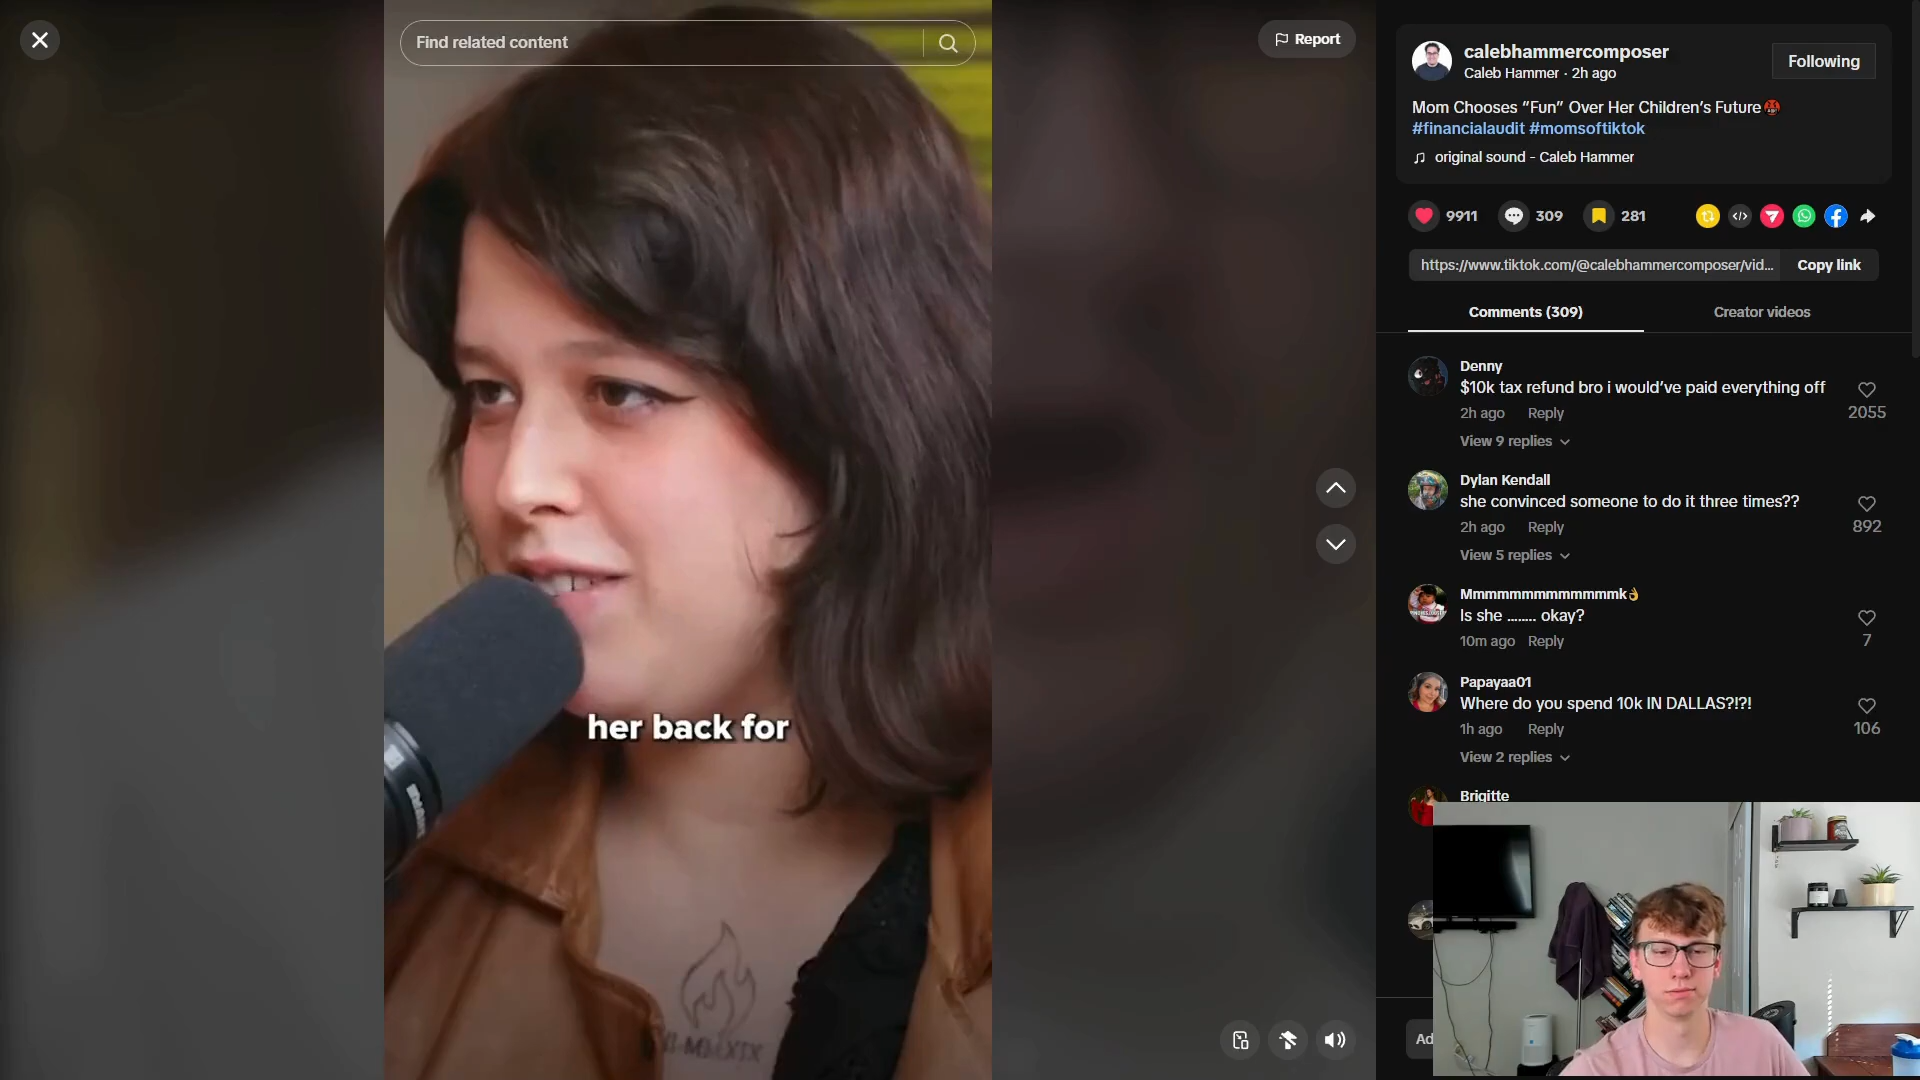 Find related content
Report
her back for
calebhammercomposer
Caleb Hammer · 2h ago
Following
Mom Chooses “Fun” Over Her Children’s Future
#financialaudit #momsoftiktok
original sound - Caleb Hammer
9911
309
281
https://www.tiktok.com/@calebhammercomposer/vid...
Copy link
Comments (309)
Creator videos
Denny
$10k tax refund bro i would’ve paid everything off
2h ago Reply
2055
View 9 replies
Dylan Kendall
she convinced someone to do it three times??
2h ago Reply
892
View 5 replies
Mmmmmmmmmmmmmk👌
Is she ........ okay?
10m ago Reply
7
Papayaa01
Where do you spend 10k IN DALLAS?!?!
1h ago Reply
106
View 2 replies
Brigitte
Ad